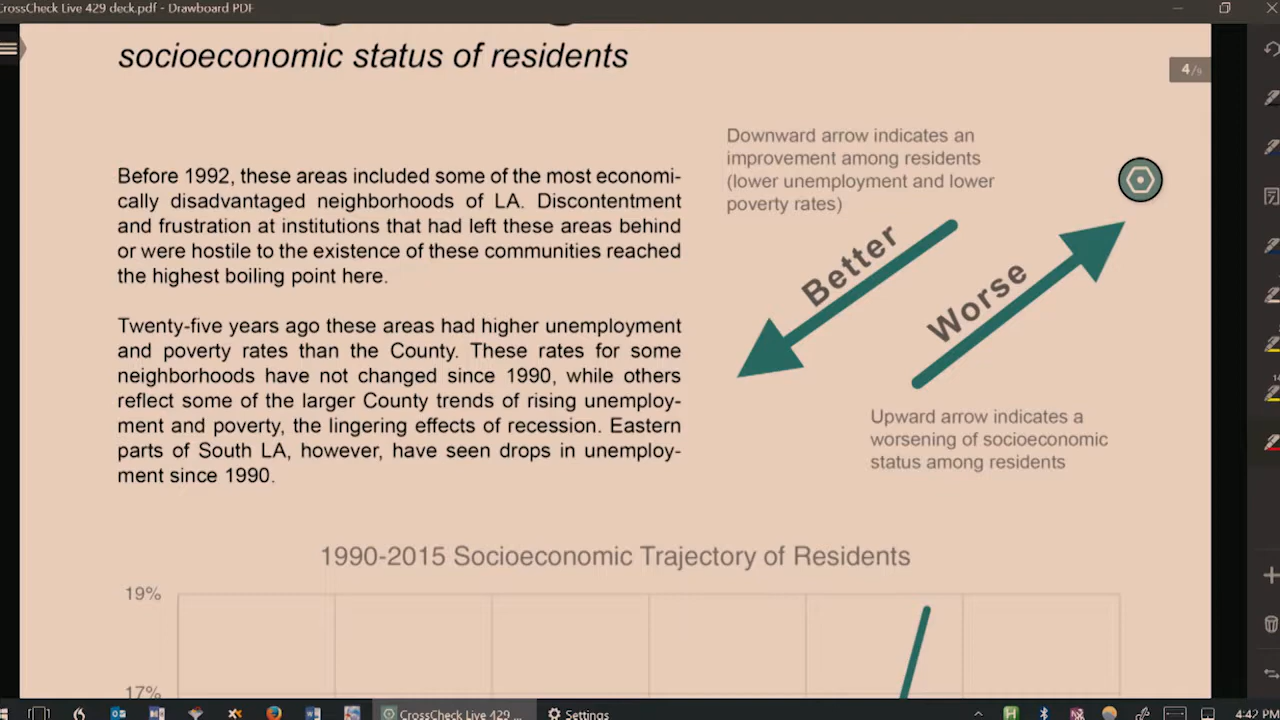 CrossCheck Live 429 deck.pdf - Drawboard PDF
socioeconomic status of residents
4/9
Downward arrow indicates an
improvement among residents
(lower unemployment and lower
poverty rates)
Before 1992, these areas included some of the most economi-
cally disadvantaged neighborhoods of LA. Discontentment
and frustration at institutions that had left these areas behind
or were hostile to the existence of these communities reached
the highest boiling point here.
Better
Worse
Twenty-five years ago these areas had higher unemployment
and poverty rates than the County. These rates for some
neighborhoods have not changed since 1990, while others
reflect some of the larger County trends of rising unemploy-
ment and poverty, the lingering effects of recession. Eastern
parts of South LA, however, have seen drops in unemploy-
ment since 1990.
Upward arrow indicates a
worsening of socioeconomic
status among residents
1990-2015 Socioeconomic Trajectory of Residents
19%
17%
CrossCheck Live 429 ...
Settings
4:42 PM